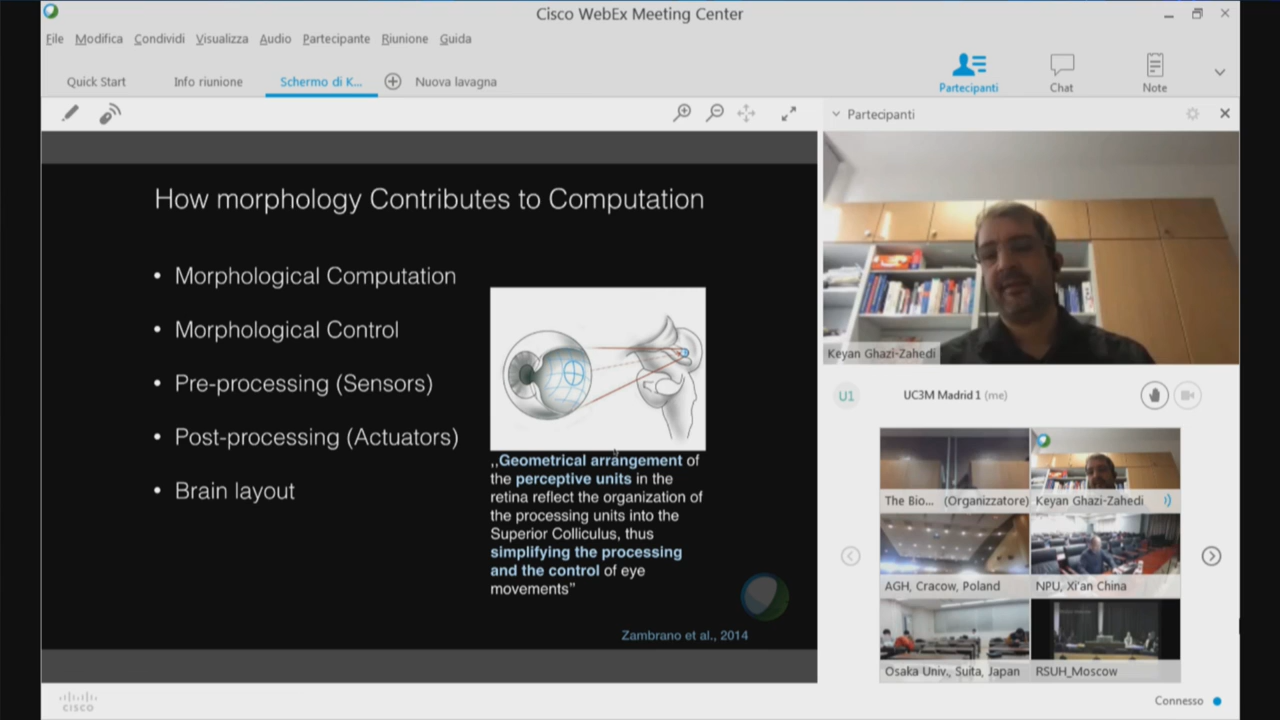 Cisco WebEx Meeting Center
File Modifica Condividi Visualizza Audio Partecipante Riunione Guida
Quick Start Info riunione Schermo di K... Nuova lavagna
Partecipanti Chat Note
Partecipanti
How morphology Contributes to Computation
• Morphological Computation
• Morphological Control
• Pre-processing (Sensors)
• Post-processing (Actuators)
• Brain layout
,,Geometrical arrangement of
the perceptive units in the
retina reflect the organization of
the processing units into the
Superior Colliculus, thus
simplifying the processing
and the control of eye
movements”
Zambrano et al., 2014
Keyan Ghazi-Zahedi
U1 UC3M Madrid 1 (me)
The Bio... (Organizzatore) Keyan Ghazi-Zahedi
AGH, Cracow, Poland NPU, Xi'an China
Osaka Univ., Suita, Japan RSUH_Moscow
CISCO
Connesso